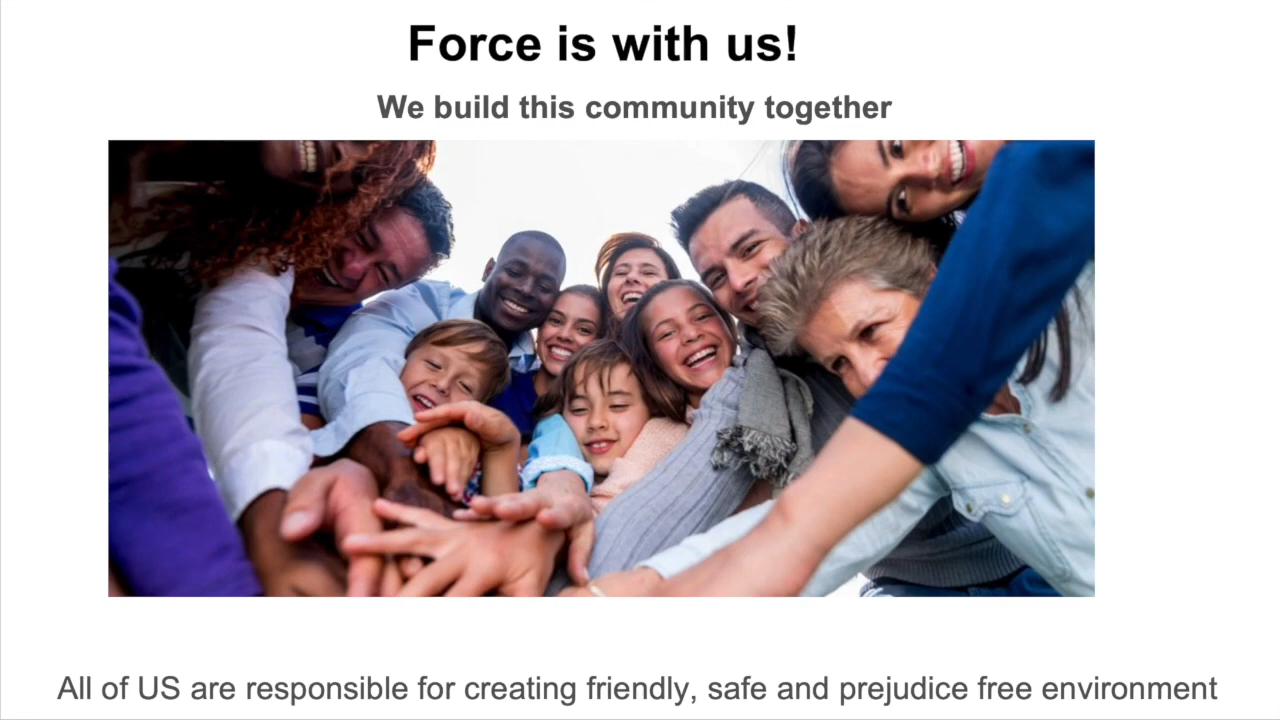 Force is with us!
We build this community together
All of US are responsible for creating friendly, safe and prejudice free environment